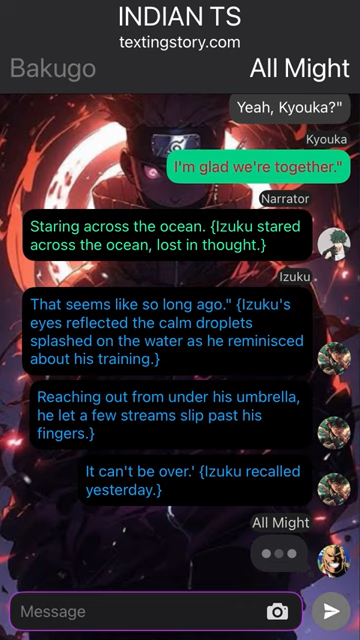 INDIAN TS
textingstory.com
Bakugo
All Might
Yeah, Kyouka?"
Kyouka
I'm glad we're together."
Narrator
Staring across the ocean. {Izuku stared
across the ocean, lost in thought.}
Izuku
That seems like so long ago." {Izuku's
eyes reflected the calm droplets
splashed on the water as he reminisced
about his training.}
Reaching out from under his umbrella,
he let a few streams slip past his
fingers.}
It can't be over.' {Izuku recalled
yesterday.}
All Might
Message